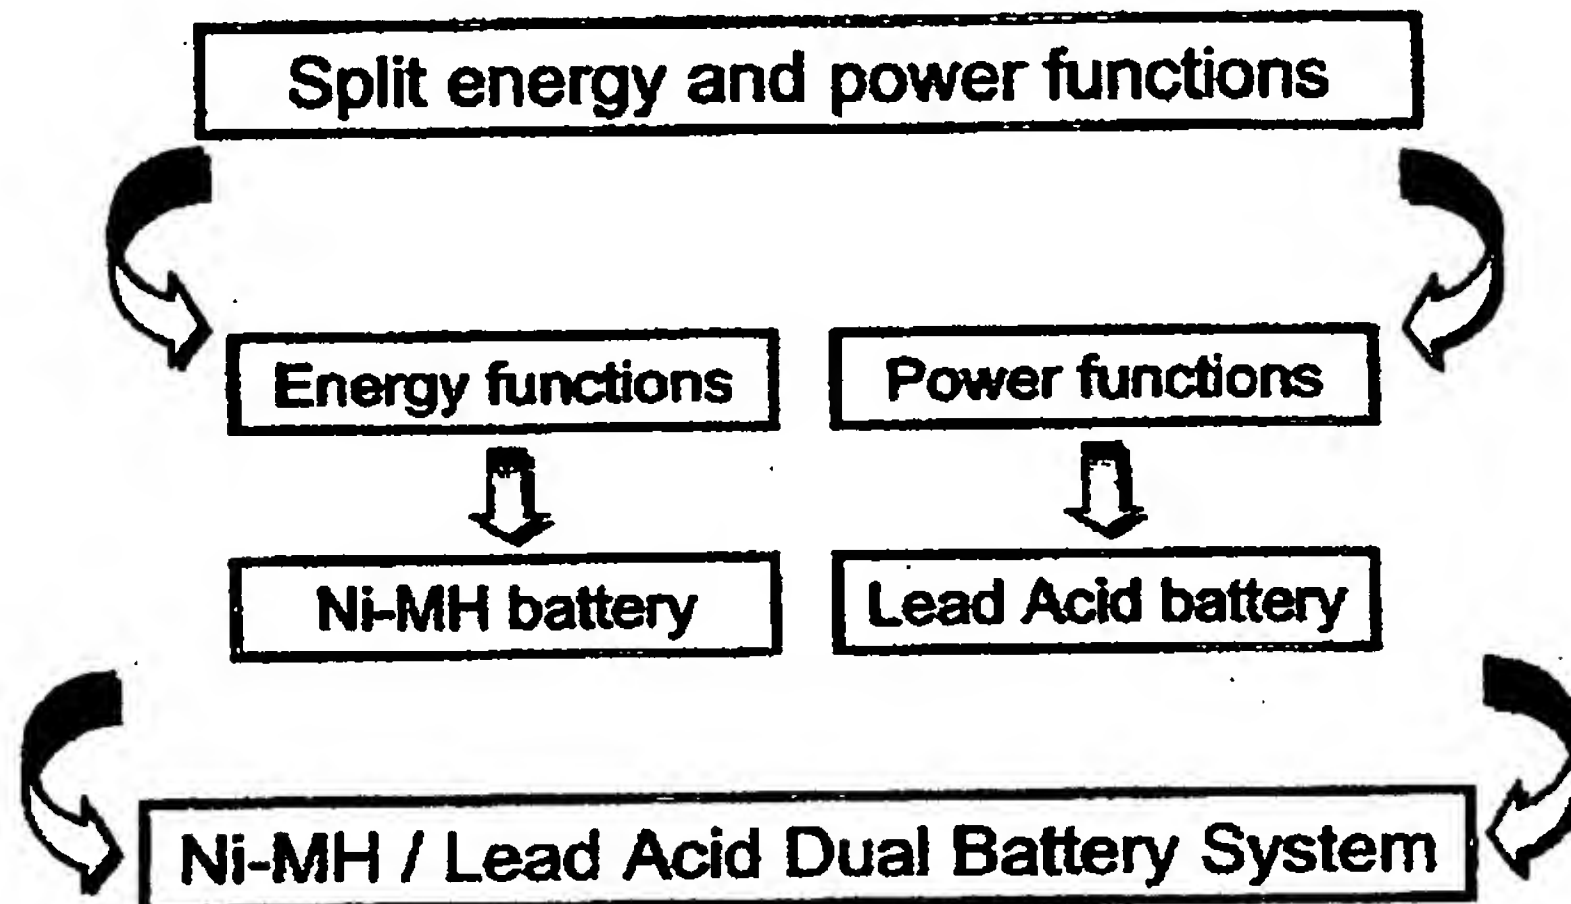 Split energy and power functions
Energy functions
Power functions
Ni-MH battery
Lead Acid battery
Ni-MH / Lead Acid Dual Battery System